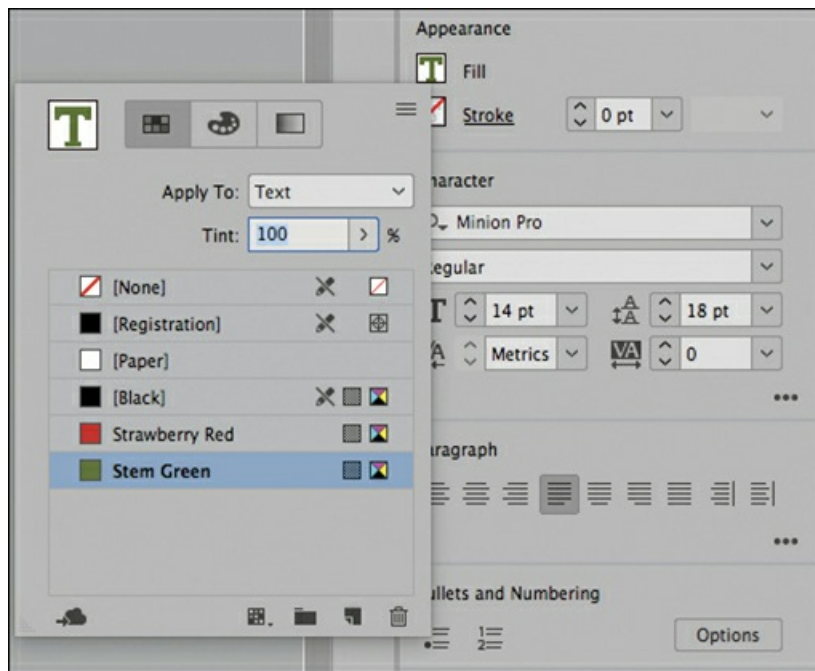 Appearance
Fill
Stroke
0 pt
Apply To: Text
Tint: 100 %
[None]
[Registration]
[Paper]
[Black]
Strawberry Red
Stem Green
haracter
Minion Pro
egular
14 pt
18 pt
Metrics
0
aragraph
ullets and Numbering
Options